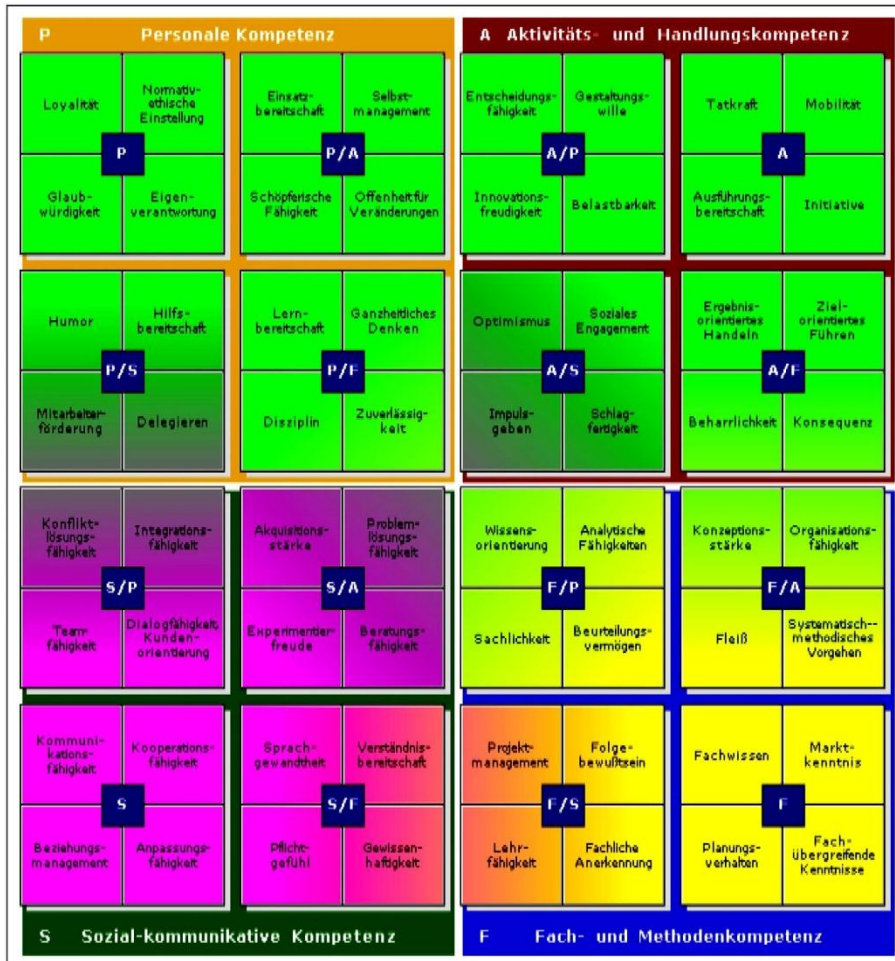 P Personale Kompetenz
A Aktivitäts- und Handlungskompetenz
Loyalität
Normativ-
ethische
Einstellung
P
Glaub-
würdigkeit
Eigen-
verantwortung
Einsatz-
bereitschaft
Selbst-
management
P/A
Schöpferische
Fähigkeit
Offenheit für
Veränderungen
Entscheidungs-
fähigkeit
Gestaltungs-
wille
A/P
Innovations-
freudigkeit
Belastbarkeit
Tatkraft
Mobilität
A
Ausführungs-
bereitschaft
Initiative
Humor
Hilfs-
bereitschaft
P/S
Mitarbeiter-
förderung
Delegieren
Lern-
bereitschaft
Ganzheitliches
Denken
P/F
Disziplin
Zuverlässig-
keit
Optimismus
Soziales
Engagement
A/S
Impuls-
geben
Schlag-
fertigkeit
Ergebnis-
orientiertes
Handeln
Ziel-
orientiertes
Führen
A/F
Beharrlichkeit
Konsequenz
Konflikt-
lösungs-
fähigkeit
Integrations-
fähigkeit
S/P
Team-
fähigkeit
Dialogfähigkeit,
Kunden-
orientierung
Akquisitions-
stärke
Problem-
lösungs-
fähigkeit
S/A
Experimentier-
freude
Beratungs-
fähigkeit
Wissens-
orientierung
Analytische
Fähigkeiten
F/P
Sachlichkeit
Beurteilungs-
vermögen
Konzeptions-
stärke
Organisations-
fähigkeit
F/A
Fleiß
Systematisch--
methodisches
Vorgehen
Kommuni-
kations-
fähigkeit
Kooperations-
fähigkeit
S
Beziehungs-
management
Anpassungs-
fähigkeit
Sprach-
gewandtheit
Verständnis-
bereitschaft
S/F
Pflicht-
gefühl
Gewissen-
haftigkeit
Projekt-
management
Folge-
bewußtsein
F/S
Lehr-
fähigkeit
Fachliche
Anerkennung
Fachwissen
Markt-
kenntnis
F
Planungs-
verhalten
Fach-
übergreifende
Kenntnisse
S Sozial-kommunikative Kompetenz
F Fach- und Methodenkompetenz